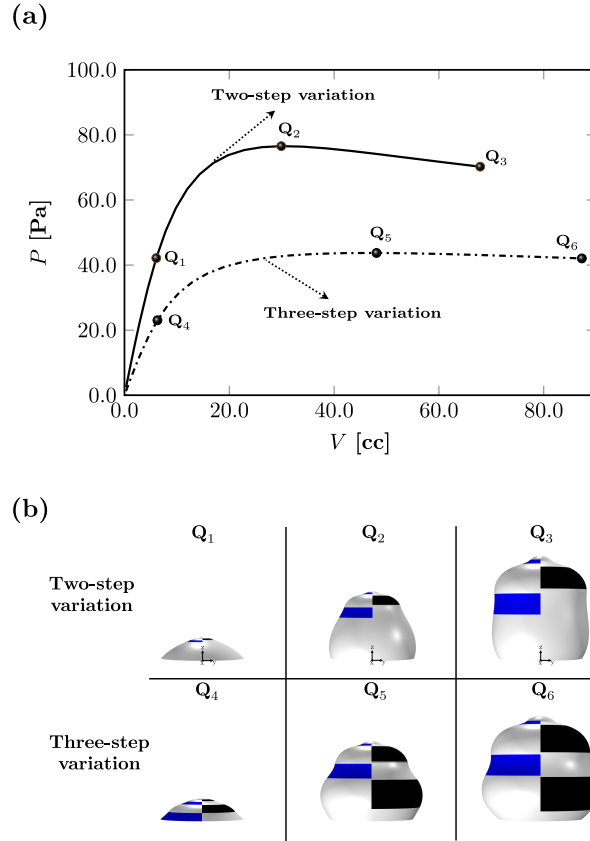 (a)
100.0
80.0
60.0
40.0
20.0
0.0
P [Pa]
Two-step variation
Q2
Q3
Q1
Q5
Q6
Q4
Three-step variation
0.0 20.0 40.0 60.0 80.0
V [cc]
(b)
Q1 Q2 Q3
Two-step
variation
Q4 Q5 Q6
Three-step
variation